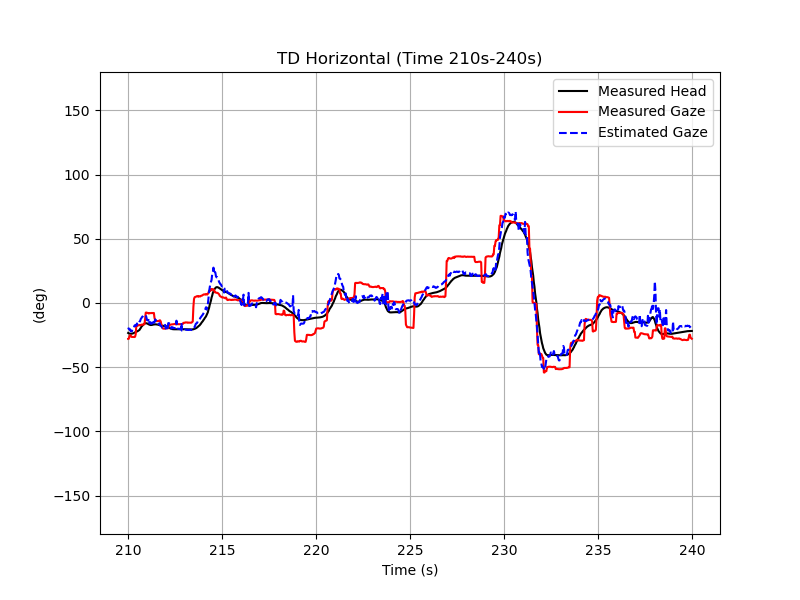 TD Horizontal (Time 210s-240s)
Measured Head
Measured Gaze
Estimated Gaze
150
100
50
0
−50
−100
−150
(deg)
210 215 220 225 230 235 240
Time (s)